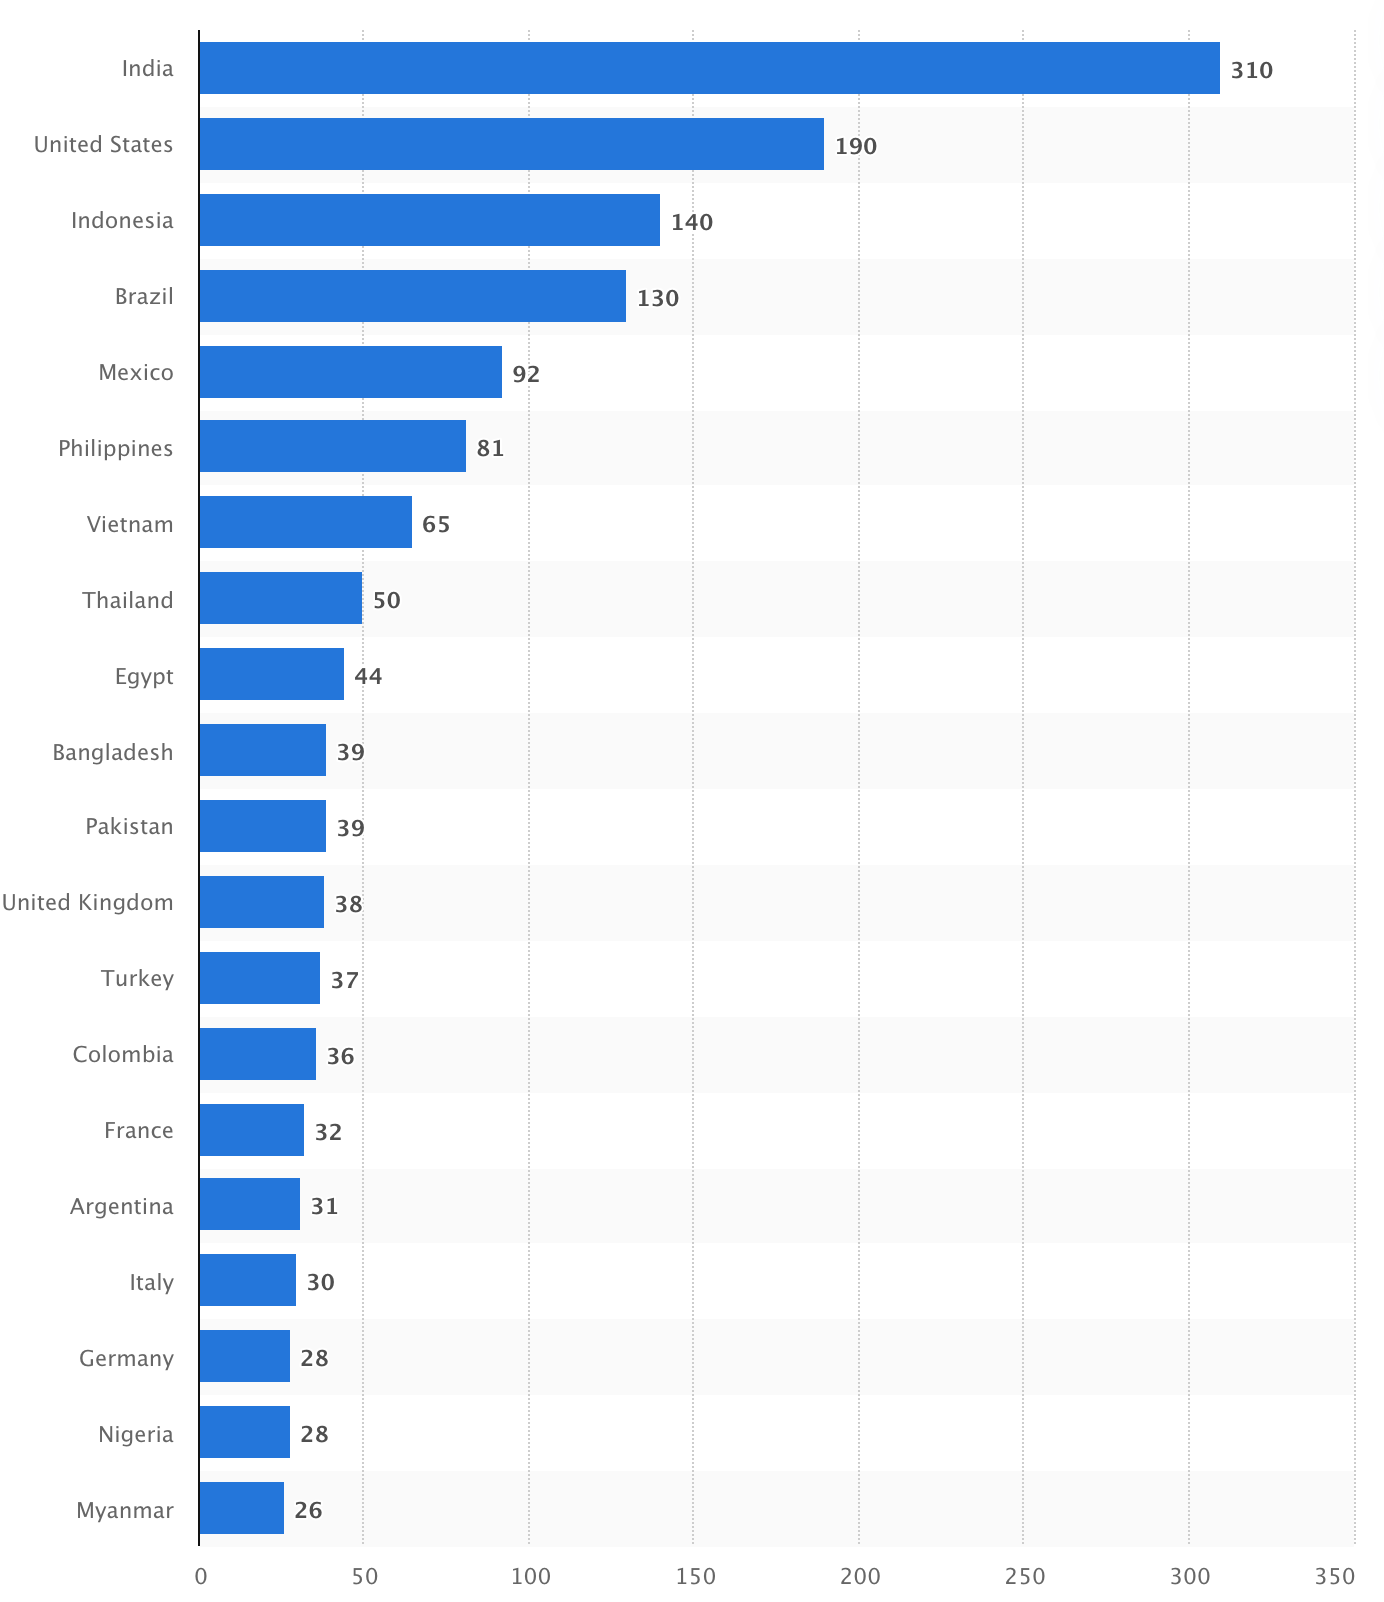 India 310
United States 190
Indonesia 140
Brazil 130
Mexico 92
Philippines 81
Vietnam 65
Thailand 50
Egypt 44
Bangladesh 39
Pakistan 39
United Kingdom 38
Turkey 37
Colombia 36
France 32
Argentina 31
Italy 30
Germany 28
Nigeria 28
Myanmar 26
0 50 100 150 200 250 300 350